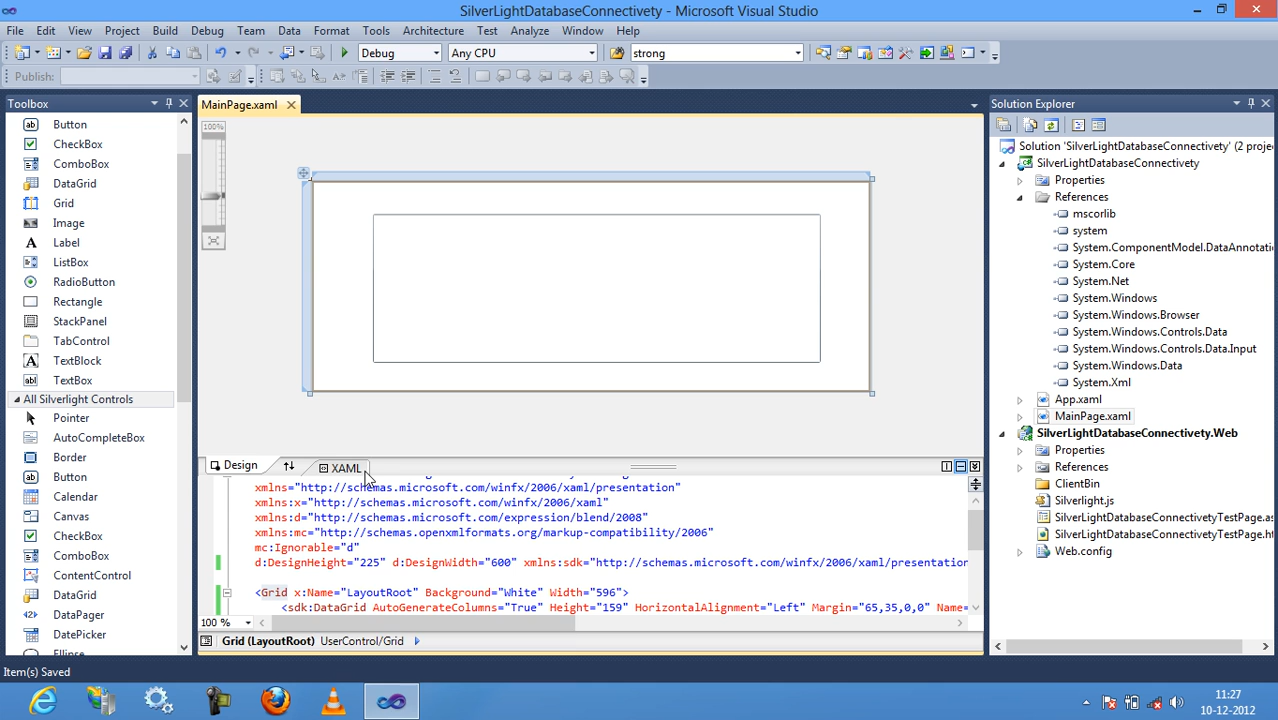 SilverLightDatabaseConnectivety - Microsoft Visual Studio
File Edit View Project Build Debug Team Data Format Tools Architecture Test Analyze Window Help
Debug Any CPU strong
Publish:
Toolbox
Button
CheckBox
ComboBox
DataGrid
Grid
Image
Label
ListBox
RadioButton
Rectangle
StackPanel
TabControl
TextBlock
TextBox
All Silverlight Controls
Pointer
AutoCompleteBox
Border
Button
Calendar
Canvas
CheckBox
ComboBox
ContentControl
DataGrid
DataPager
DatePicker
Ellipse
MainPage.xaml
100%
Design XAML
xmlns="http://schemas.microsoft.com/winfx/2006/xaml/presentation"
xmlns:x="http://schemas.microsoft.com/winfx/2006/xaml"
xmlns:d="http://schemas.microsoft.com/expression/blend/2008"
xmlns:mc="http://schemas.openxmlformats.org/markup-compatibility/2006"
mc:Ignorable="d"
d:DesignHeight="225" d:DesignWidth="600" xmlns:sdk="http://schemas.microsoft.com/winfx/2006/xaml/presentation
<Grid x:Name="LayoutRoot" Background="White" Width="596">
<sdk:DataGrid AutoGenerateColumns="True" Height="159" HorizontalAlignment="Left" Margin="65,35,0,0" Name=
100 %
Grid (LayoutRoot) UserControl/Grid
Solution Explorer
Solution 'SilverLightDatabaseConnectivety' (2 proje
SilverLightDatabaseConnectivety
Properties
References
mscorlib
system
System.ComponentModel.DataAnnotatio
System.Core
System.Net
System.Windows
System.Windows.Browser
System.Windows.Controls.Data
System.Windows.Controls.Data.Input
System.Windows.Data
System.Xml
App.xaml
MainPage.xaml
SilverLightDatabaseConnectivety.Web
Properties
References
ClientBin
Silverlight.js
SilverLightDatabaseConnectivetyTestPage.as
SilverLightDatabaseConnectivetyTestPage.ht
Web.config
Item(s) Saved
11:27
10-12-2012